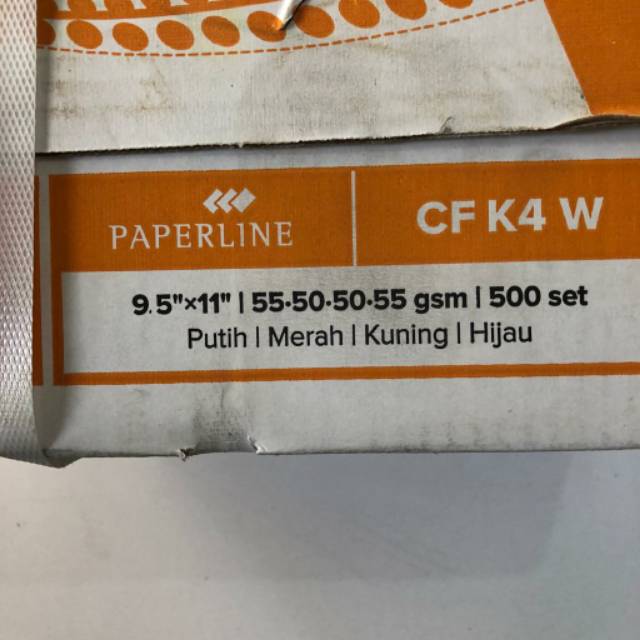 PAPERLINE
CF K4 W
9.5"×11" | 55-50-50-55 gsm | 500 set
Putih | Merah | Kuning | Hijau